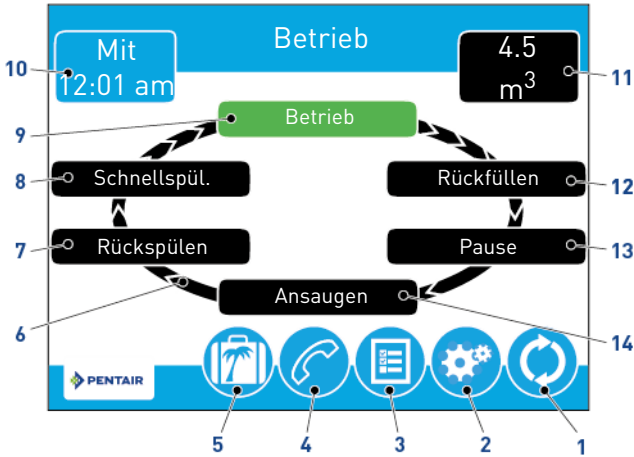 Betrieb
Mit
12:01 am
4.5
m³
10
11
9
Betrieb
8
Schnellspül.
Rückfüllen
12
7
Rückspülen
Pause
13
6
Ansaugen
14
PENTAIR
5
4
3
2
1